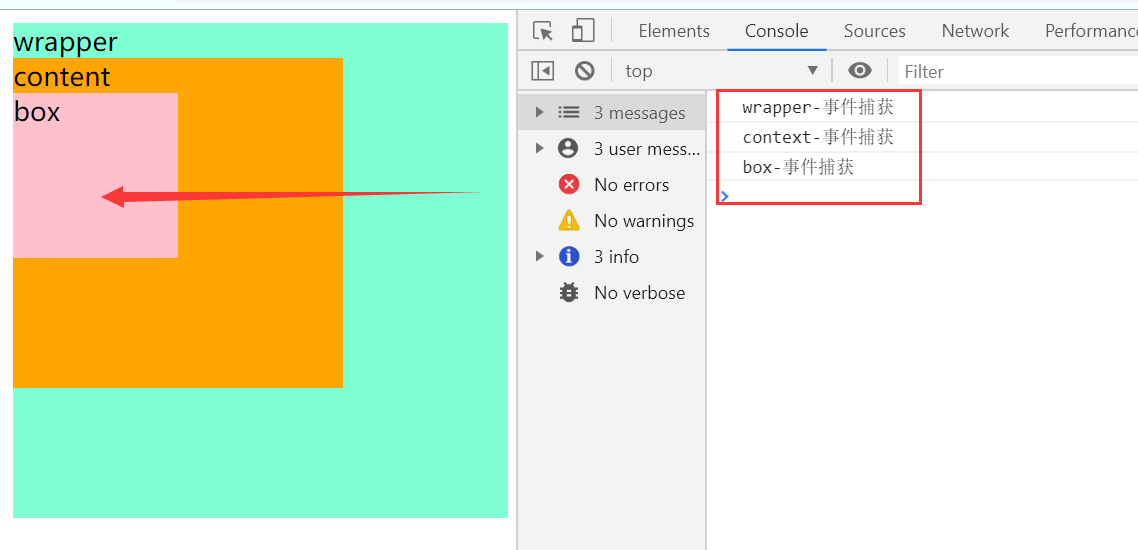 wrapper
content
box
Elements
Console
Sources
Network
Performance
top
Filter
3 messages
3 user mess...
No errors
No warnings
3 info
No verbose
wrapper-事件捕获
context-事件捕获
box-事件捕获